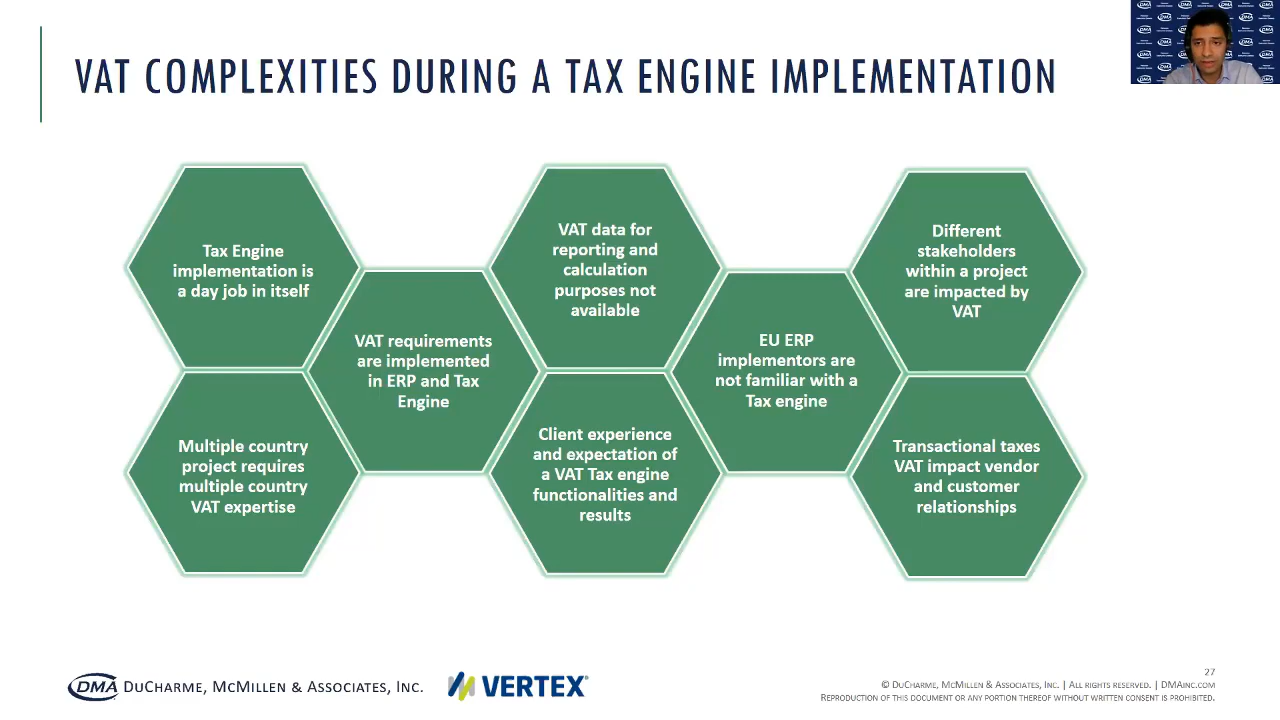 VAT COMPLEXITIES DURING A TAX ENGINE IMPLEMENTATION
Tax Engine
implementation is
a day job in itself
Multiple country
project requires
multiple country
VAT expertise
VAT requirements
are implemented
in ERP and Tax
Engine
VAT data for
reporting and
calculation
purposes not
available
Client experience
and expectation of
a VAT Tax engine
functionalities and
results
EU ERP
implementors are
not familiar with a
Tax engine
Different
stakeholders
within a project
are impacted by
VAT
Transactional taxes
VAT impact vendor
and customer
relationships
DMA DUCHARME, MCMILLEN & ASSOCIATES, INC.
VERTEX®
27
© DUCHARME, MCMILLEN & ASSOCIATES, INC. | ALL RIGHTS RESERVED. | DMAINC.COM
REPRODUCTION OF THIS DOCUMENT OR ANY PORTION THEREOF WITHOUT WRITTEN CONSENT IS PROHIBITED.